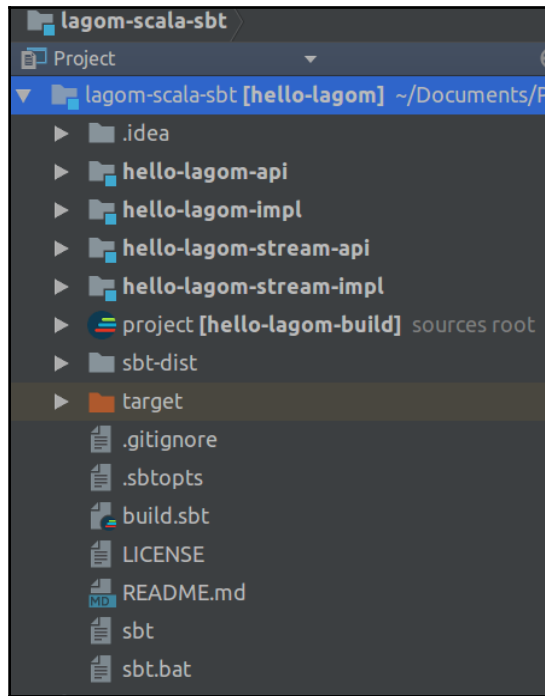 lagom-scala-sbt
Project
lagom-scala-sbt [hello-lagom] ~/Documents/
.idea
hello-lagom-api
hello-lagom-impl
hello-lagom-stream-api
hello-lagom-stream-impl
project [hello-lagom-build] sources root
sbt-dist
target
.gitignore
.sbtopts
build.sbt
LICENSE
MD README.md
sbt
sbt.bat